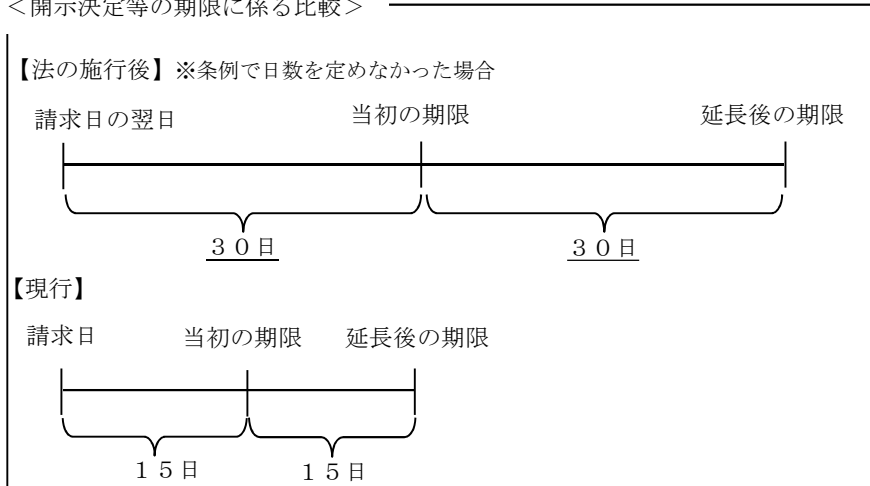 ＜開示決定等の期限に係る比較＞
【法の施行後】※条例で日数を定めなかった場合
請求日の翌日 当初の期限 延長後の期限
３０日 ３０日
【現行】
請求日 当初の期限 延長後の期限
１５日 １５日